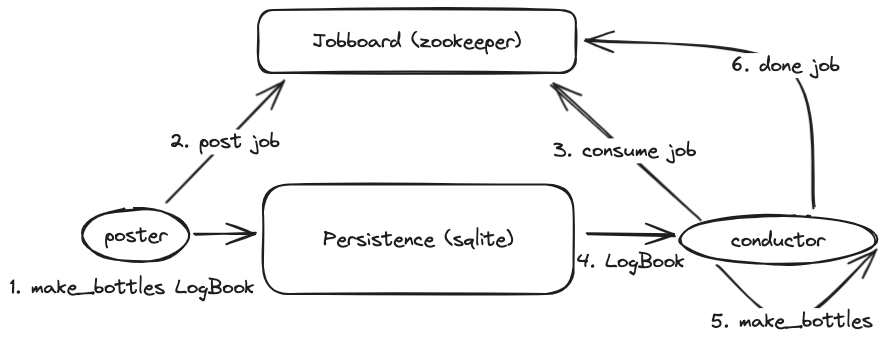 Jobboard (zookeeper)
6. done job
2. post job
3. consume job
poster
Persistence (sqlite)
conductor
4. LogBook
1. make_bottles LogBook
5. make_bottles